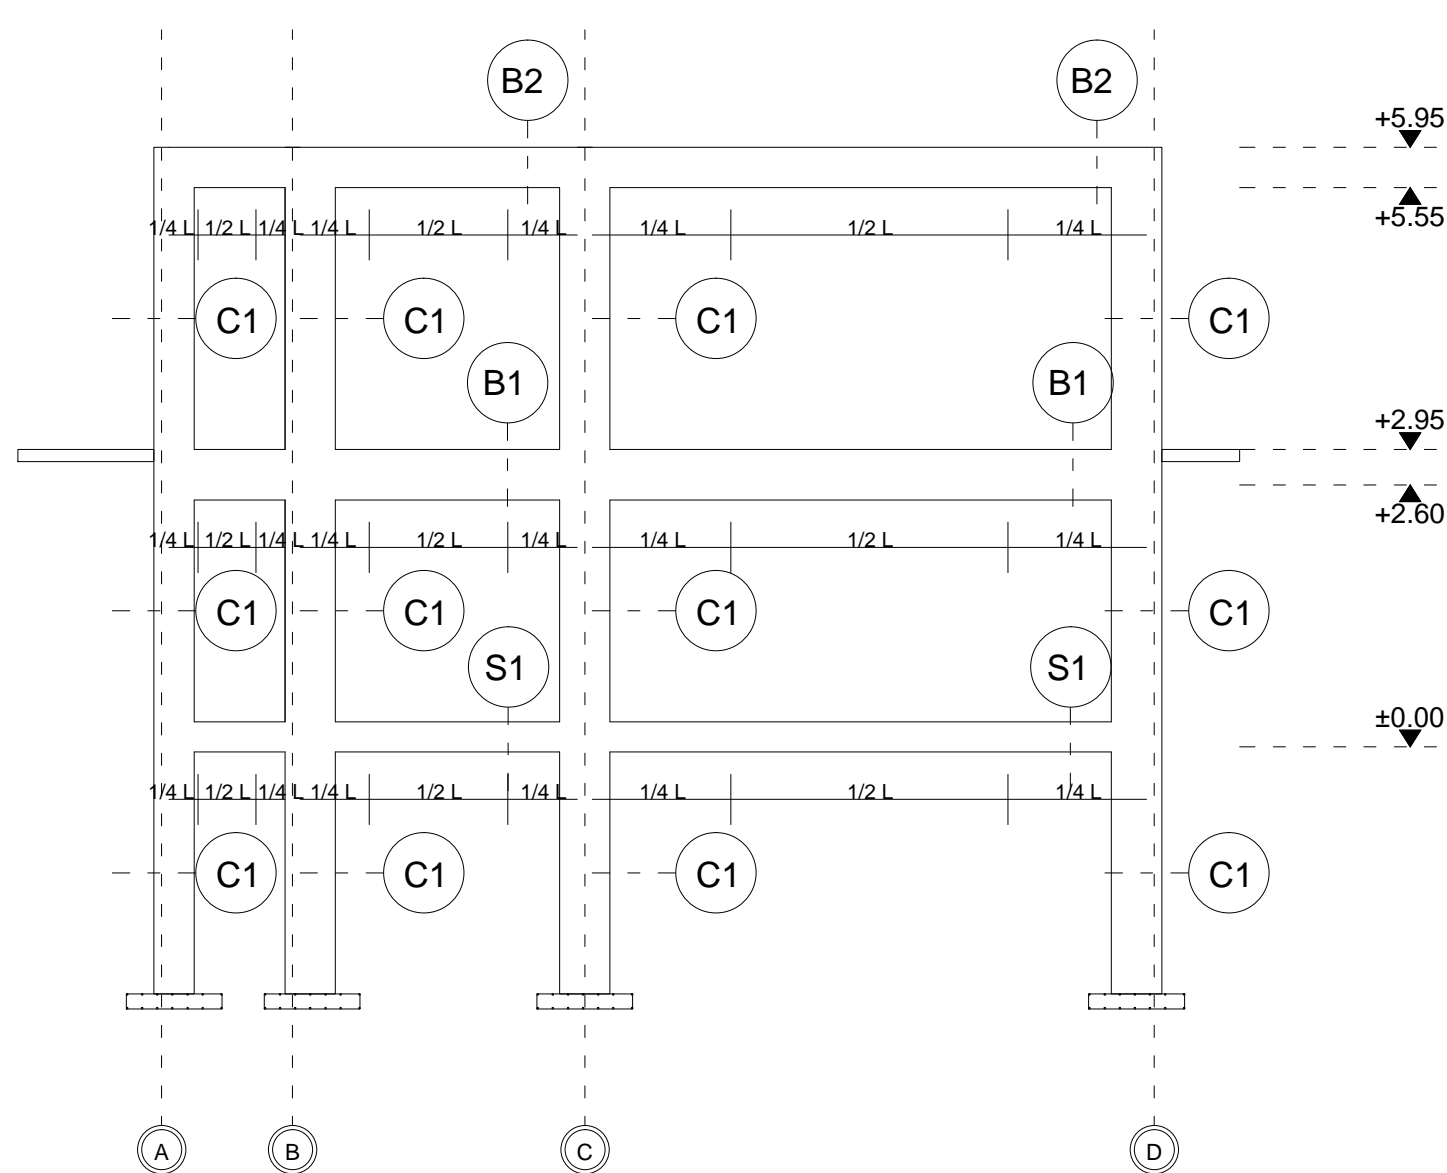 B2 B2
+5.95
1/4 L 1/2 L 1/4 L 1/4 L 1/2 L 1/4 L 1/4 L 1/2 L 1/4 L
+5.55
C1 C1 C1 C1
B1 B1
+2.95
+2.60
1/4 L 1/2 L 1/4 L 1/4 L 1/2 L 1/4 L 1/4 L 1/2 L 1/4 L
C1 C1 C1 C1
S1 S1
±0.00
1/4 L 1/2 L 1/4 L 1/4 L 1/2 L 1/4 L 1/4 L 1/2 L 1/4 L
C1 C1 C1 C1
A B C D